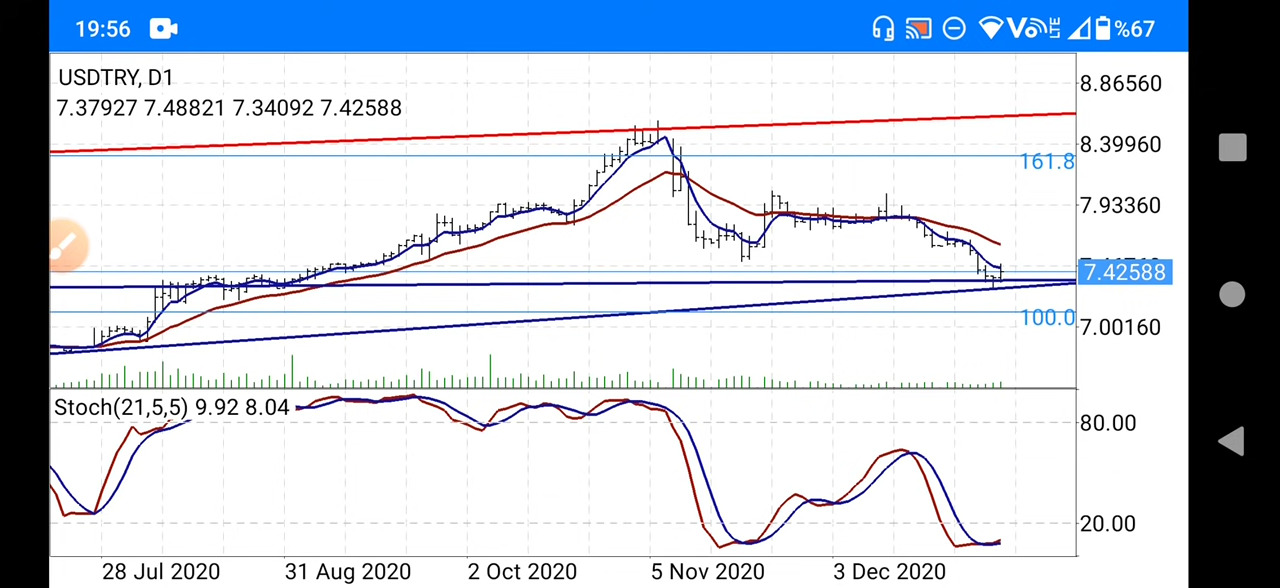 19:56 LTE %67
USDTRY, D1
7.37927 7.48821 7.34092 7.42588
8.86560
8.39960
161.8
7.93360
7.42588
100.0
7.00160
Stoch(21,5,5) 9.92 8.04
80.00
20.00
28 Jul 2020 31 Aug 2020 2 Oct 2020 5 Nov 2020 3 Dec 2020